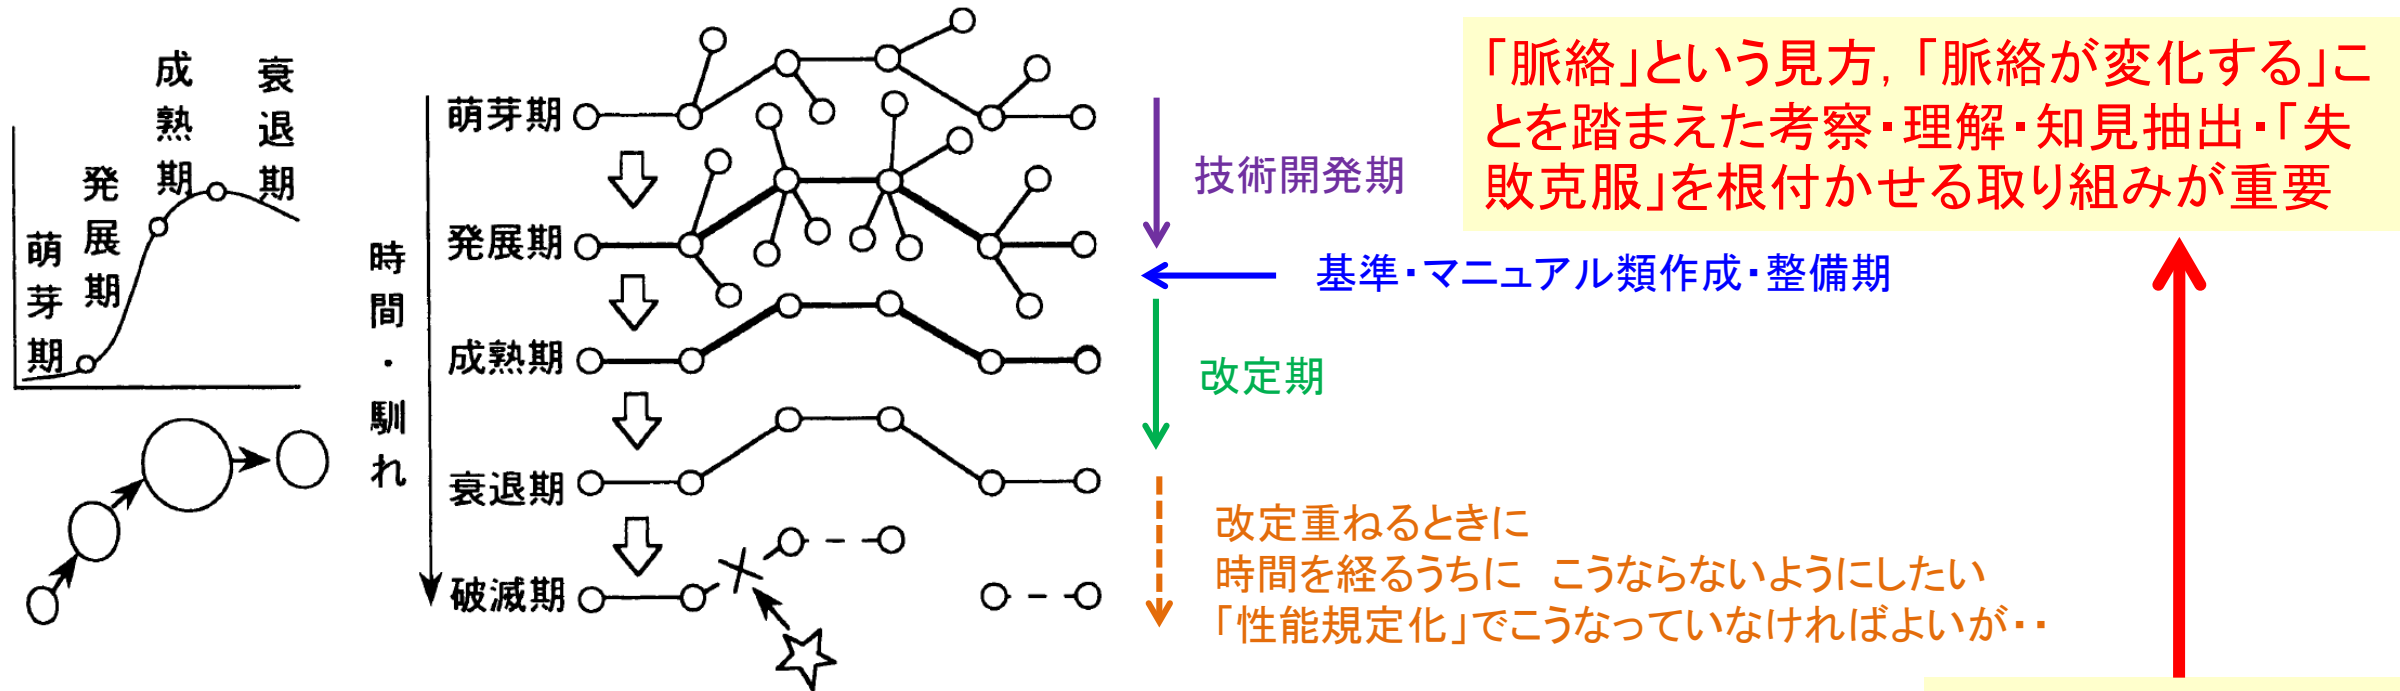 萌芽期
発展期
成熟期
衰退期
時間・馴れ
萌芽期
発展期
成熟期
衰退期
破滅期
技術開発期
基準・マニュアル類作成・整備期
改定期
改定重ねるときに
時間を経るうちに　こうならないようにしたい
「性能規定化」でこうなっていなければよいが・・
「脈絡」という見方，「脈絡が変化する」こ
とを踏まえた考察・理解・知見抽出・「失
敗克服」を根付かせる取り組みが重要